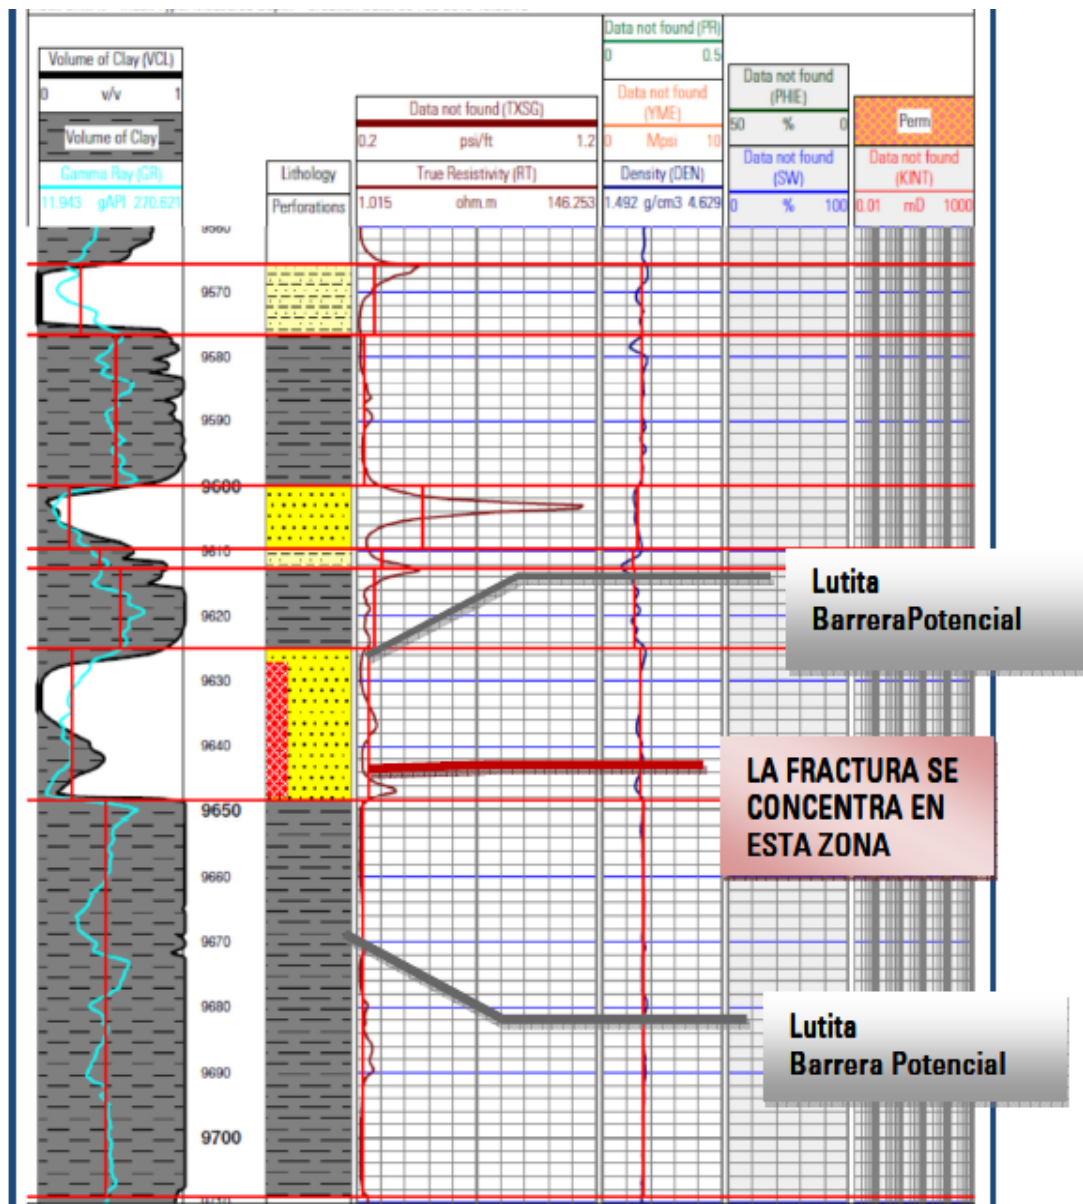 Data not found (PR)
0 0.5
Volume of Clay (VCL)
0 v/v 1
Data not found
(YME)
0 Mpsi 10
Data not found
(PHIE)
50 % 0
Data not found (TXSG)
0.2 psi/ft 1.2
Perm
Volume of Clay
Gamma Ray (GR)
11.943 gAPI 270.621
Lithology
Perforations
True Resistivity (RT)
1.015 ohm.m 146.253
Density (DEN)
1.492 g/cm3 4.629
Data not found
(SW)
0 % 100
Data not found
(KINT)
0.01 mD 1000
9560
9570
9580
9590
9600
9610
Lutita
BarreraPotencial
9620
9630
9640
LA FRACTURA SE
CONCENTRA EN
ESTA ZONA
9650
9660
9670
9680
Lutita
Barrera Potencial
9690
9700